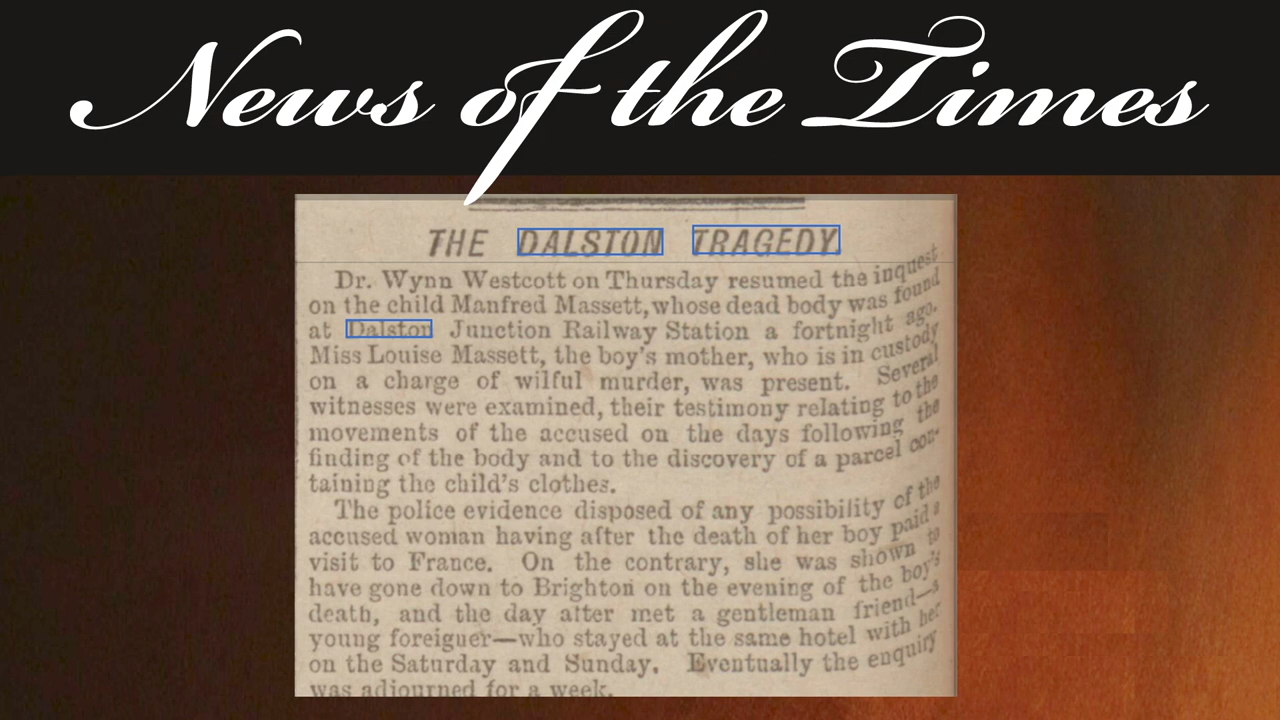 News of the Times
THE DALSTON TRAGEDY
Dr. Wynn Westcott on Thursday resumed the inquest
on the child Manfred Massett, whose dead body was found
at Dalston Junction Railway Station a fortnight ago.
Miss Louise Massett, the boy's mother, who is in custody
on a charge of wilful murder, was present. Several
witnesses were examined, their testimony relating to the
movements of the accused on the days following the
finding of the body and to the discovery of a parcel con-
taining the child's clothes.
The police evidence disposed of any possibility of the
accused woman having after the death of her boy paid a
visit to France. On the contrary, she was shown to
have gone down to Brighton on the evening of the boy's
death, and the day after met a gentleman friend—a
young foreigner—who stayed at the same hotel with her
on the Saturday and Sunday. Eventually the enquiry
was adjourned for a week.